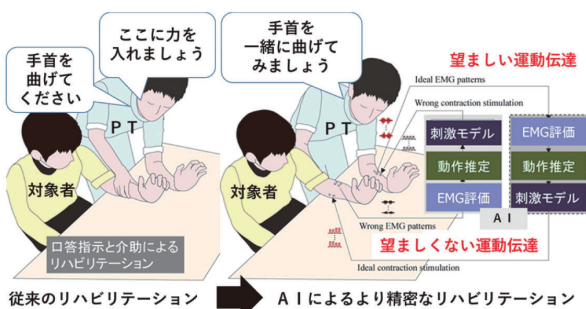 手首を
曲げて
ください
ここに力を
入れましょう
PT
対象者
口答指示と介助による
リハビリテーション
従来のリハビリテーション
手首を
一緒に曲げて
みましょう
PT
対象者
望ましい運動伝達
Ideal EMG patterns
Wrong contraction stimulation
刺激モデル
動作推定
EMG評価
EMG評価
動作推定
刺激モデル
AI
Wrong EMG patterns
望ましくない運動伝達
Ideal contraction stimulation
AIによるより精密なリハビリテーション